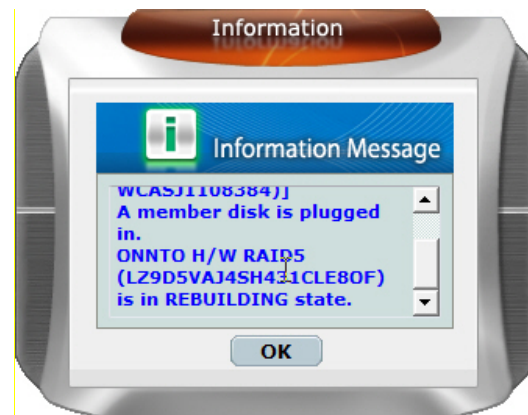 Information
Information Message
WCASJ1108384)]
A member disk is plugged
in.
ONNTO H/W RAID5
(LZ9D5VAJ4SH431CLE8OF)
is in REBUILDING state.
OK